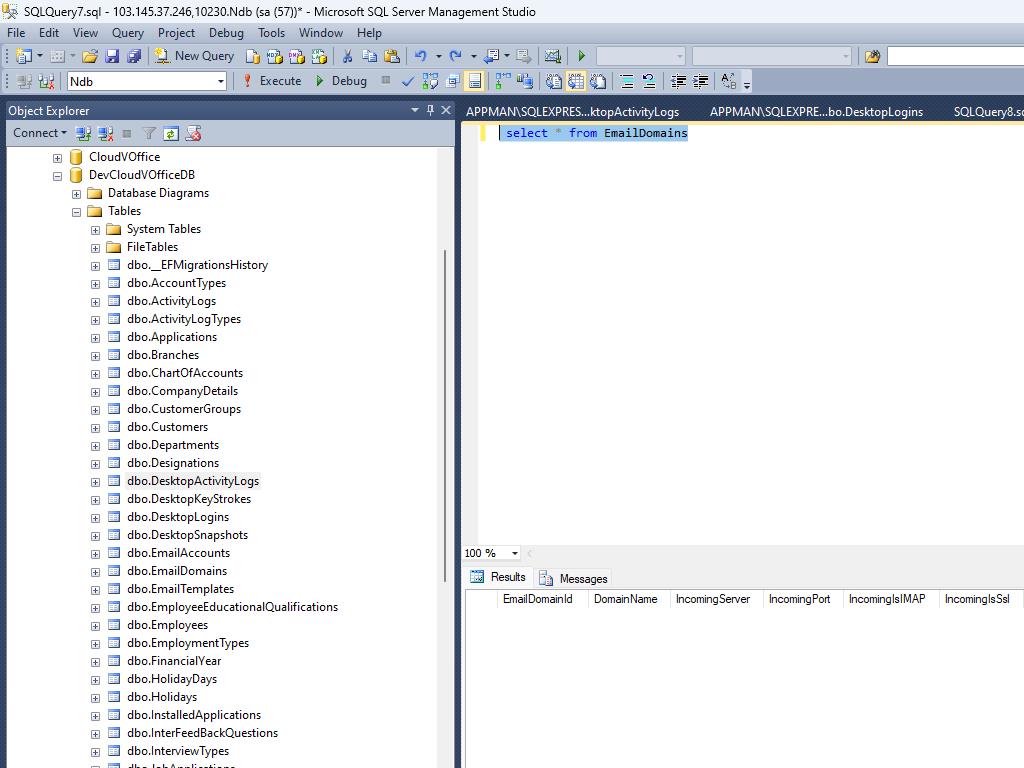 SQLQuery7.sql - 103.145.37.246,10230.Ndb (sa (57))* - Microsoft SQL Server Management Studio
File Edit View Query Project Debug Tools Window Help
New Query
Ndb Execute Debug
Object Explorer
APPMAN\SQLEXPRES...ktopActivityLogs APPMAN\SQLEXPRE...bo.DesktopLogins SQLQuery8.sq
Connect
select * from EmailDomains
CloudVOffice
DevCloudVOfficeDB
Database Diagrams
Tables
System Tables
FileTables
dbo.__EFMigrationsHistory
dbo.AccountTypes
dbo.ActivityLogs
dbo.ActivityLogTypes
dbo.Applications
dbo.Branches
dbo.ChartOfAccounts
dbo.CompanyDetails
dbo.CustomerGroups
dbo.Customers
dbo.Departments
dbo.Designations
dbo.DesktopActivityLogs
dbo.DesktopKeyStrokes
dbo.DesktopLogins
dbo.DesktopSnapshots
dbo.EmailAccounts
dbo.EmailDomains
dbo.EmailTemplates
dbo.EmployeeEducationalQualifications
dbo.Employees
dbo.EmploymentTypes
dbo.FinancialYear
dbo.HolidayDays
dbo.Holidays
dbo.InstalledApplications
dbo.InterFeedBackQuestions
dbo.InterviewTypes
dbo.JobApplications
100 %
Results Messages
EmailDomainId DomainName IncomingServer IncomingPort IncomingIsIMAP IncomingIsSsl